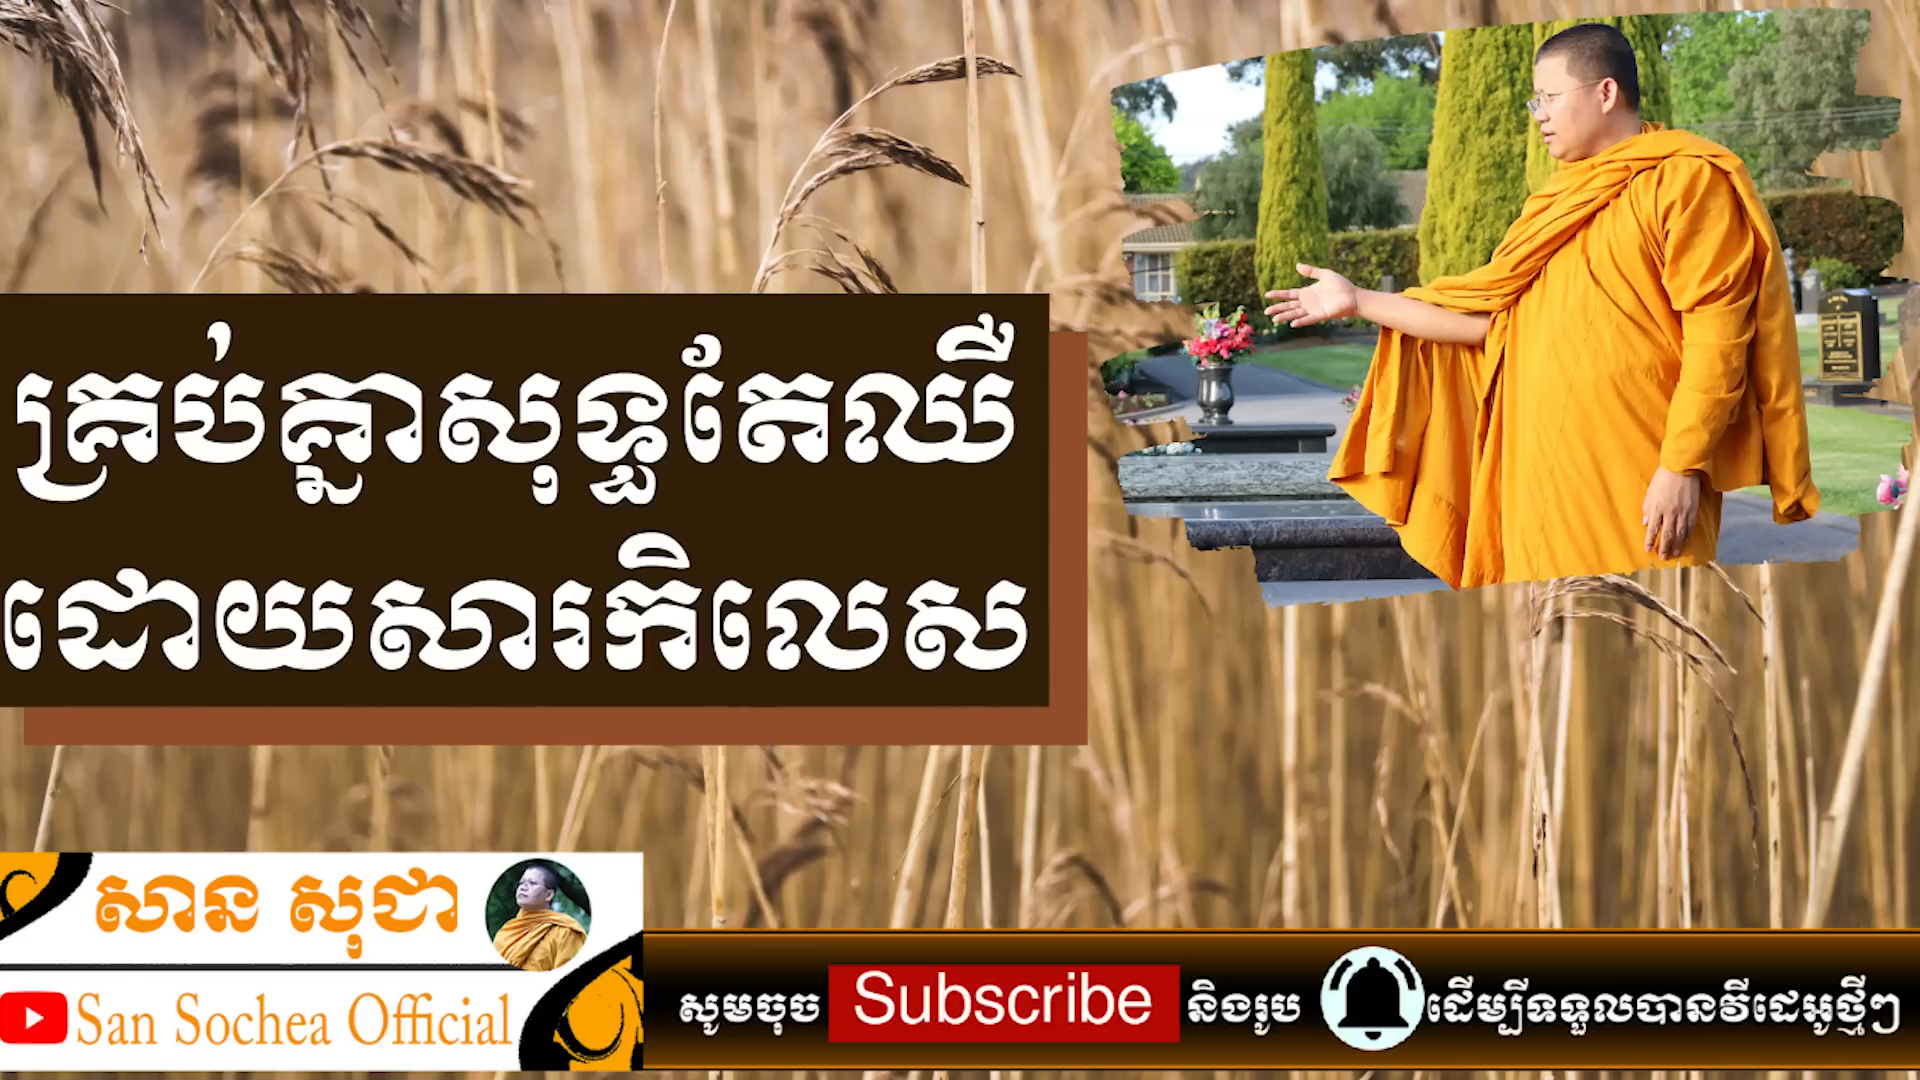 គ្រប់គ្នាសុទ្ធតែឈឺ
ដោយសារកិលេស
សាន សុជា
San Sochea Official
សូមចុច Subscribe និងរូប ដើម្បីទទួលបានវីដេអូថ្មីៗ